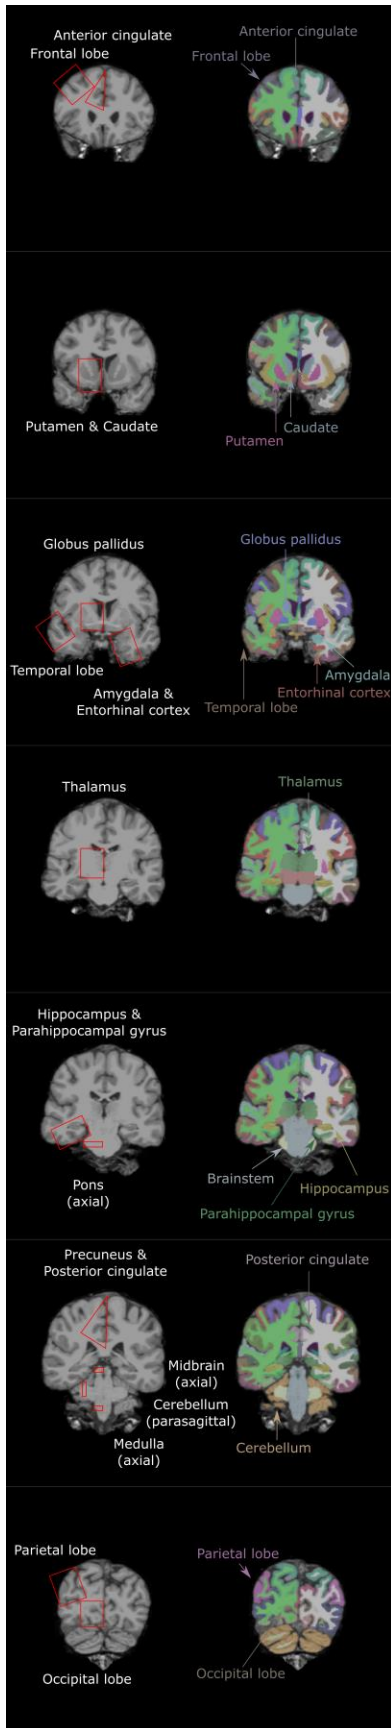 Anterior cingulate
Frontal lobe
Anterior cingulate
Frontal lobe
Putamen & Caudate
Caudate
Putamen
Globus pallidus
Temporal lobe
Amygdala &
Entorhinal cortex
Globus pallidus
Amygdala
Entorhinal cortex
Temporal lobe
Thalamus
Thalamus
Hippocampus &
Parahippocampal gyrus
Pons
(axial)
Brainstem
Hippocampus
Parahippocampal gyrus
Precuneus &
Posterior cingulate
Midbrain
(axial)
Cerebellum
(parasagittal)
Medulla
(axial)
Posterior cingulate
Cerebellum
Parietal lobe
Occipital lobe
Parietal lobe
Occipital lobe